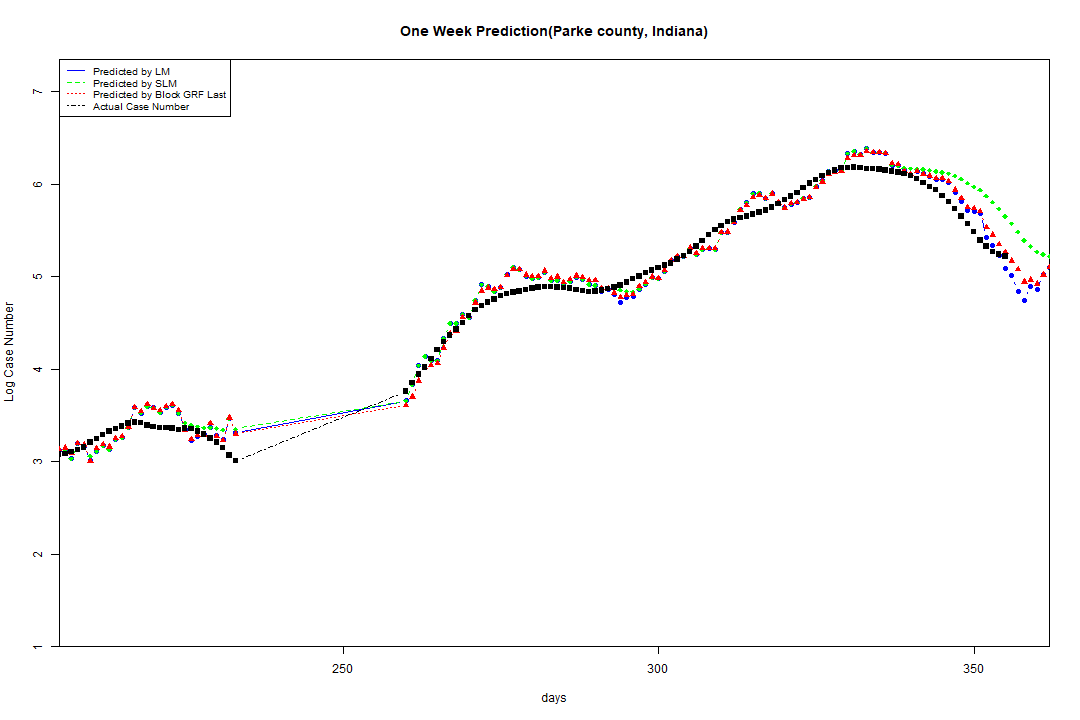 One Week Prediction(Parke county, Indiana)
Predicted by LM
Predicted by SLM
Predicted by Block GRF Last
Actual Case Number
7
6
5
4
3
2
1
Log Case Number
250
300
350
days